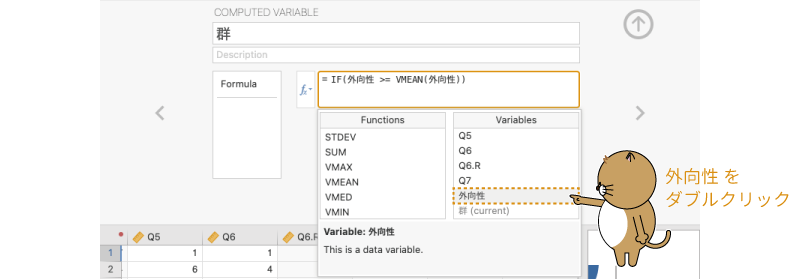 COMPUTED VARIABLE
群
Description
Formula
fx
= IF(外向性 >= VMEAN(外向性))
Functions
Variables
STDEV
SUM
VMAX
VMEAN
VMED
VMIN
Q5
Q6
Q6.R
Q7
外向性
群 (current)
外向性 を
ダブルクリック
Variable: 外向性
This is a data variable.
Q5
Q6
Q6.R
1
1
1
2
6
4